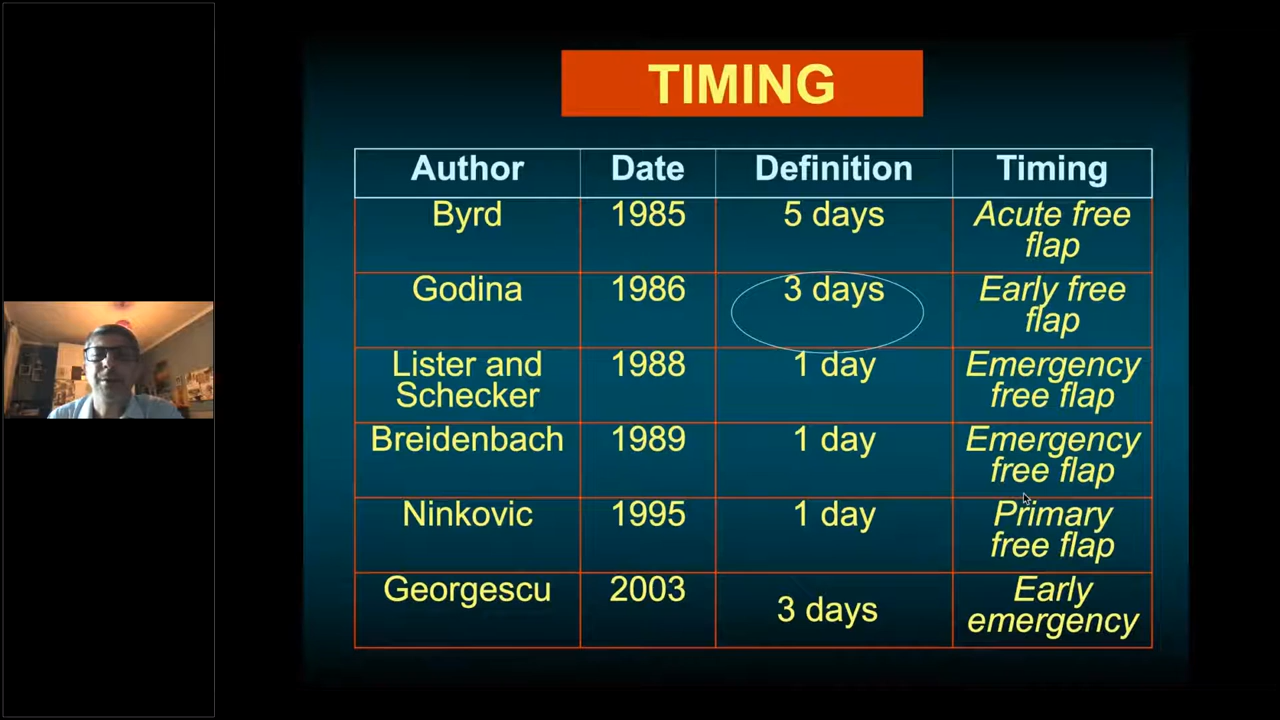 TIMING
Author Date Definition Timing
Byrd 1985 5 days Acute free
flap
Godina 1986 3 days Early free
flap
Lister and 1988 1 day Emergency
Schecker free flap
Breidenbach 1989 1 day Emergency
free flap
Ninkovic 1995 1 day Primary
free flap
Georgescu 2003 3 days Early
emergency